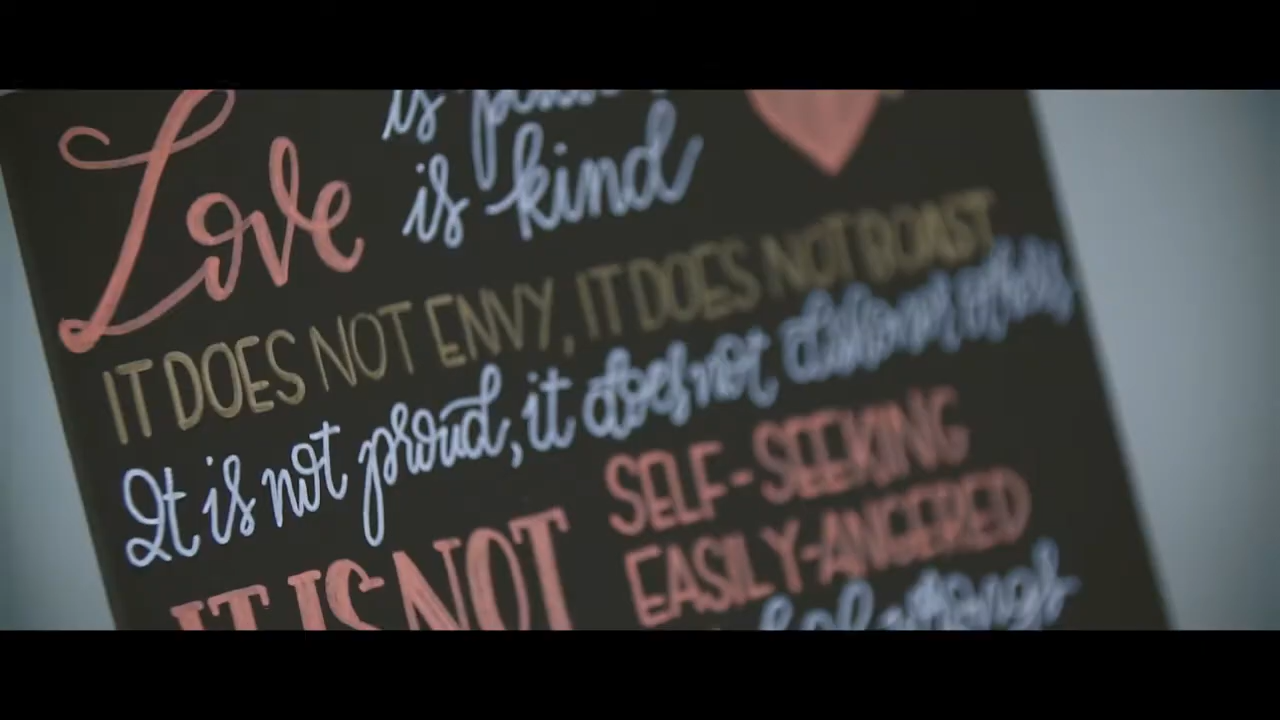 Love
is
is kind
IT DOES NOT ENVY, IT DOES NOT BOAST
It is not proud, it does not dishonor others,
IT IS NOT
SELF-SEEKING
EASILY-ANGERED